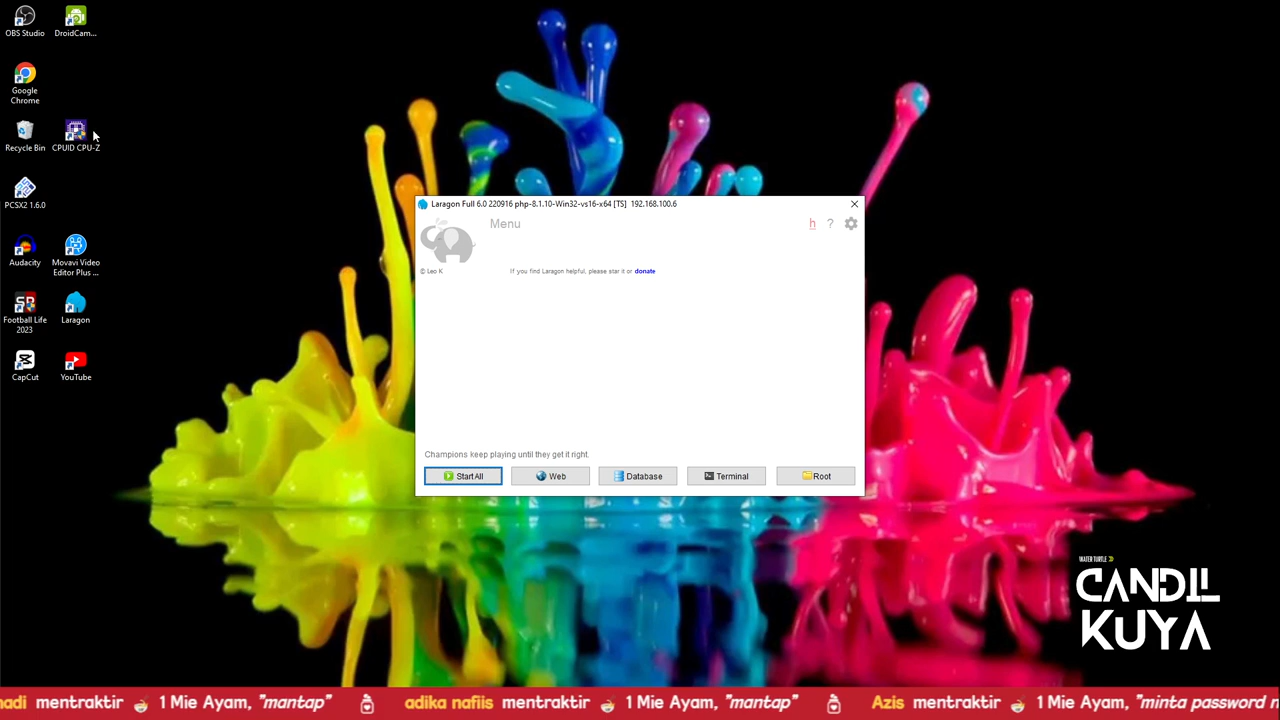 OBS Studio
DroidCam...
Google
Chrome
Recycle Bin
CPUID CPU-Z
PCSX2 1.6.0
Audacity
Movavi Video
Editor Plus ...
Football Life
2023
Laragon
CapCut
YouTube
Laragon Full 6.0 220916 php-8.1.10-Win32-vs16-x64 [TS] 192.168.100.6
Menu
h
?
© Leo K
If you find Laragon helpful, please star it or donate
Champions keep playing until they get it right.
Start All
Web
Database
Terminal
Root
WATER TURTLE
CANDIL
KUYA
adi mentraktir 1 Mie Ayam, "mantap" adika nafiis mentraktir 1 Mie Ayam, "mantap" Azis mentraktir 1 Mie Ayam, "minta password